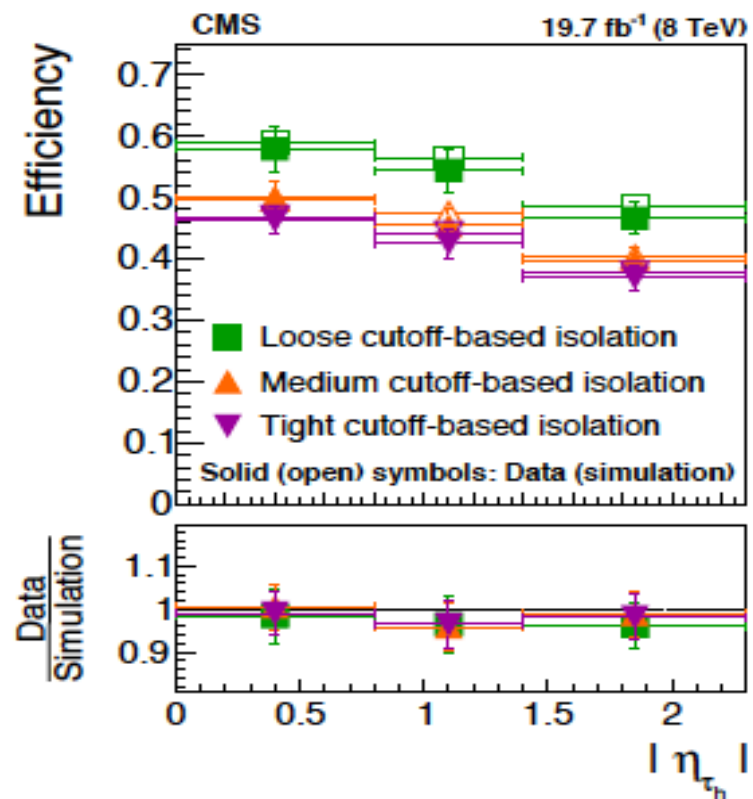 CMS 19.7 fb⁻¹ (8 TeV)
Efficiency
0.7
0.6
0.5
0.4
0.3
0.2
0.1
0
Loose cutoff-based isolation
Medium cutoff-based isolation
Tight cutoff-based isolation
Solid (open) symbols: Data (simulation)
Data
Simulation
1.1
1
0.9
0 0.5 1 1.5 2
| η_τ_h |